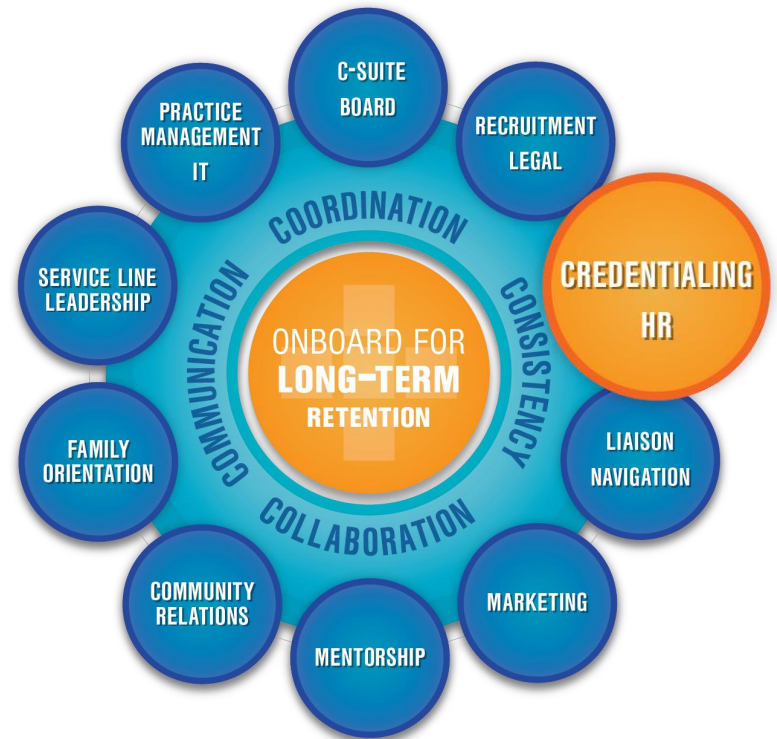 C-SUITE
BOARD
RECRUITMENT
LEGAL
CREDENTIALING
HR
LIAISON
NAVIGATION
MARKETING
MENTORSHIP
COMMUNITY
RELATIONS
FAMILY
ORIENTATION
SERVICE LINE
LEADERSHIP
PRACTICE
MANAGEMENT
IT
COORDINATION
CONSISTENCY
COLLABORATION
COMMUNICATION
ONBOARD FOR
LONG-TERM
RETENTION